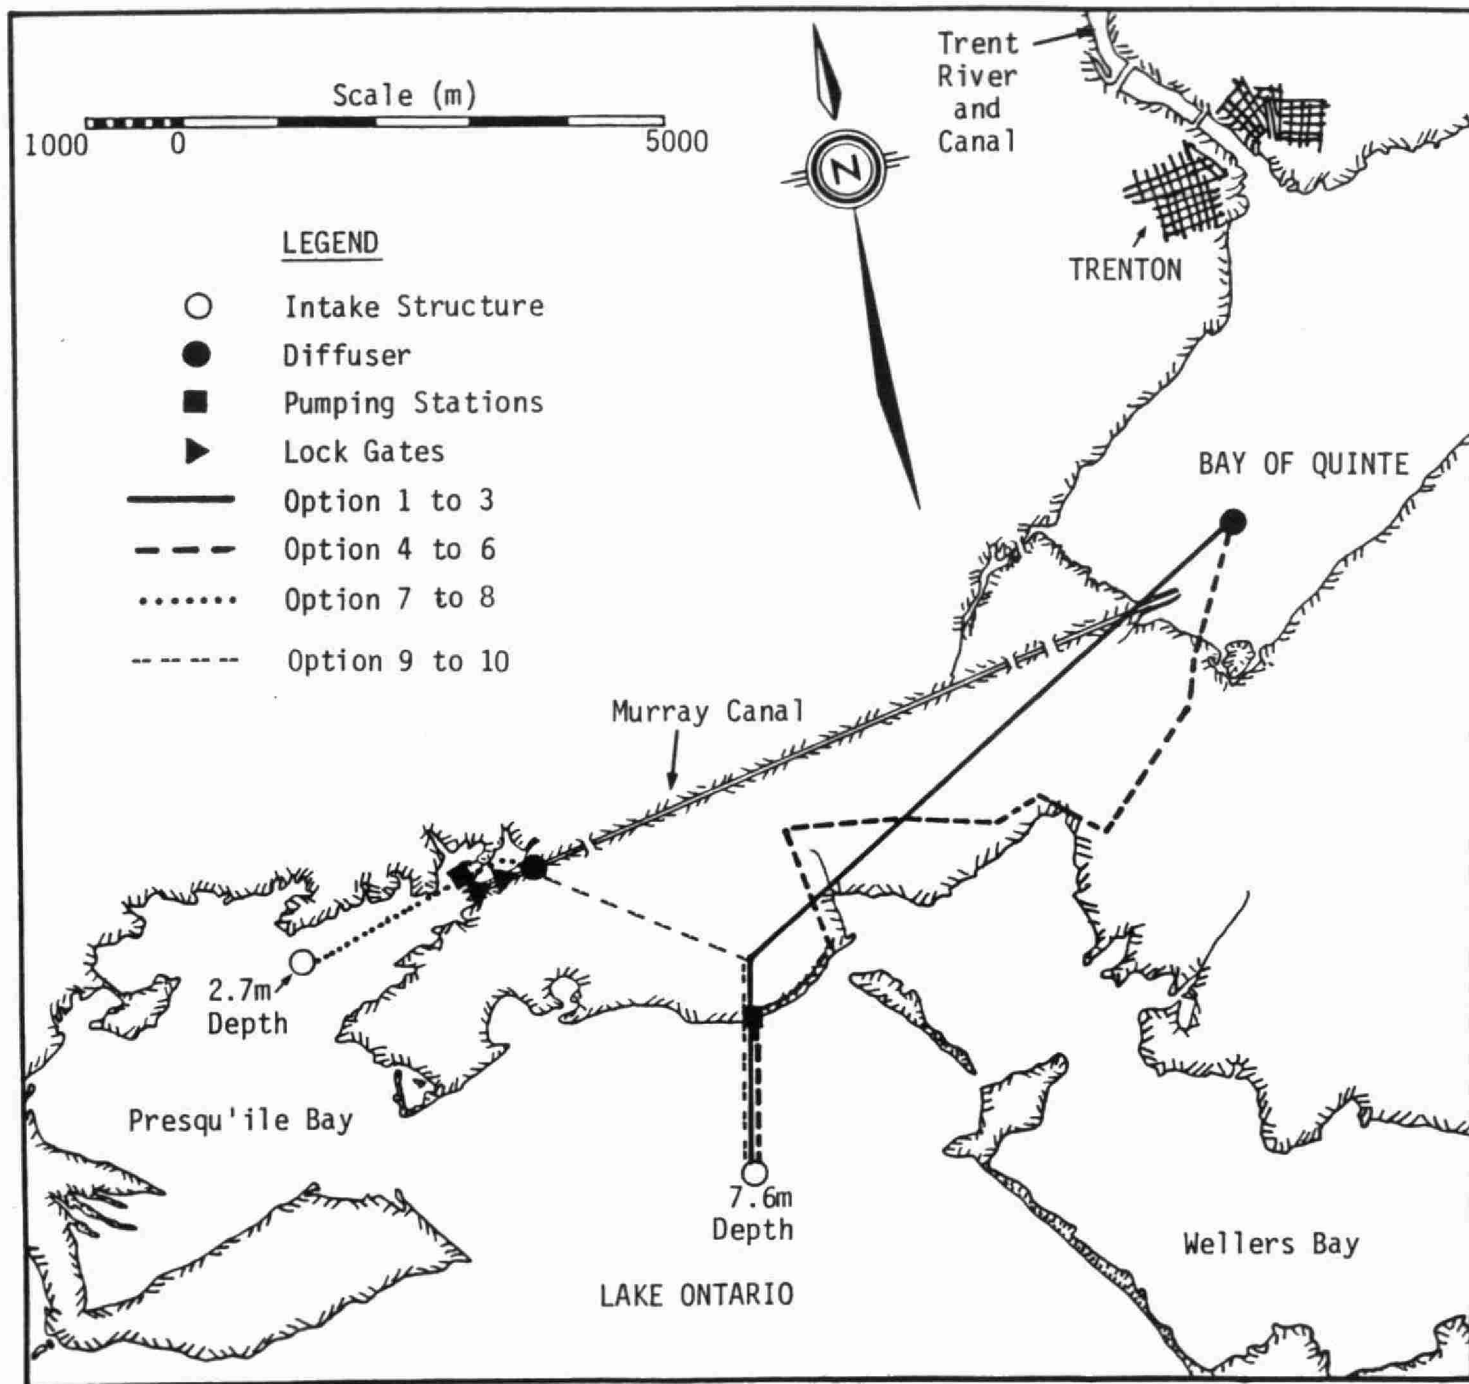 Scale (m)
1000 0 5000
LEGEND
Intake Structure
Diffuser
Pumping Stations
Lock Gates
Option 1 to 3
Option 4 to 6
Option 7 to 8
Option 9 to 10
N
Trent
River
and
Canal
TRENTON
BAY OF QUINTE
Murray Canal
2.7m
Depth
Presqu'ile Bay
7.6m
Depth
Wellers Bay
LAKE ONTARIO